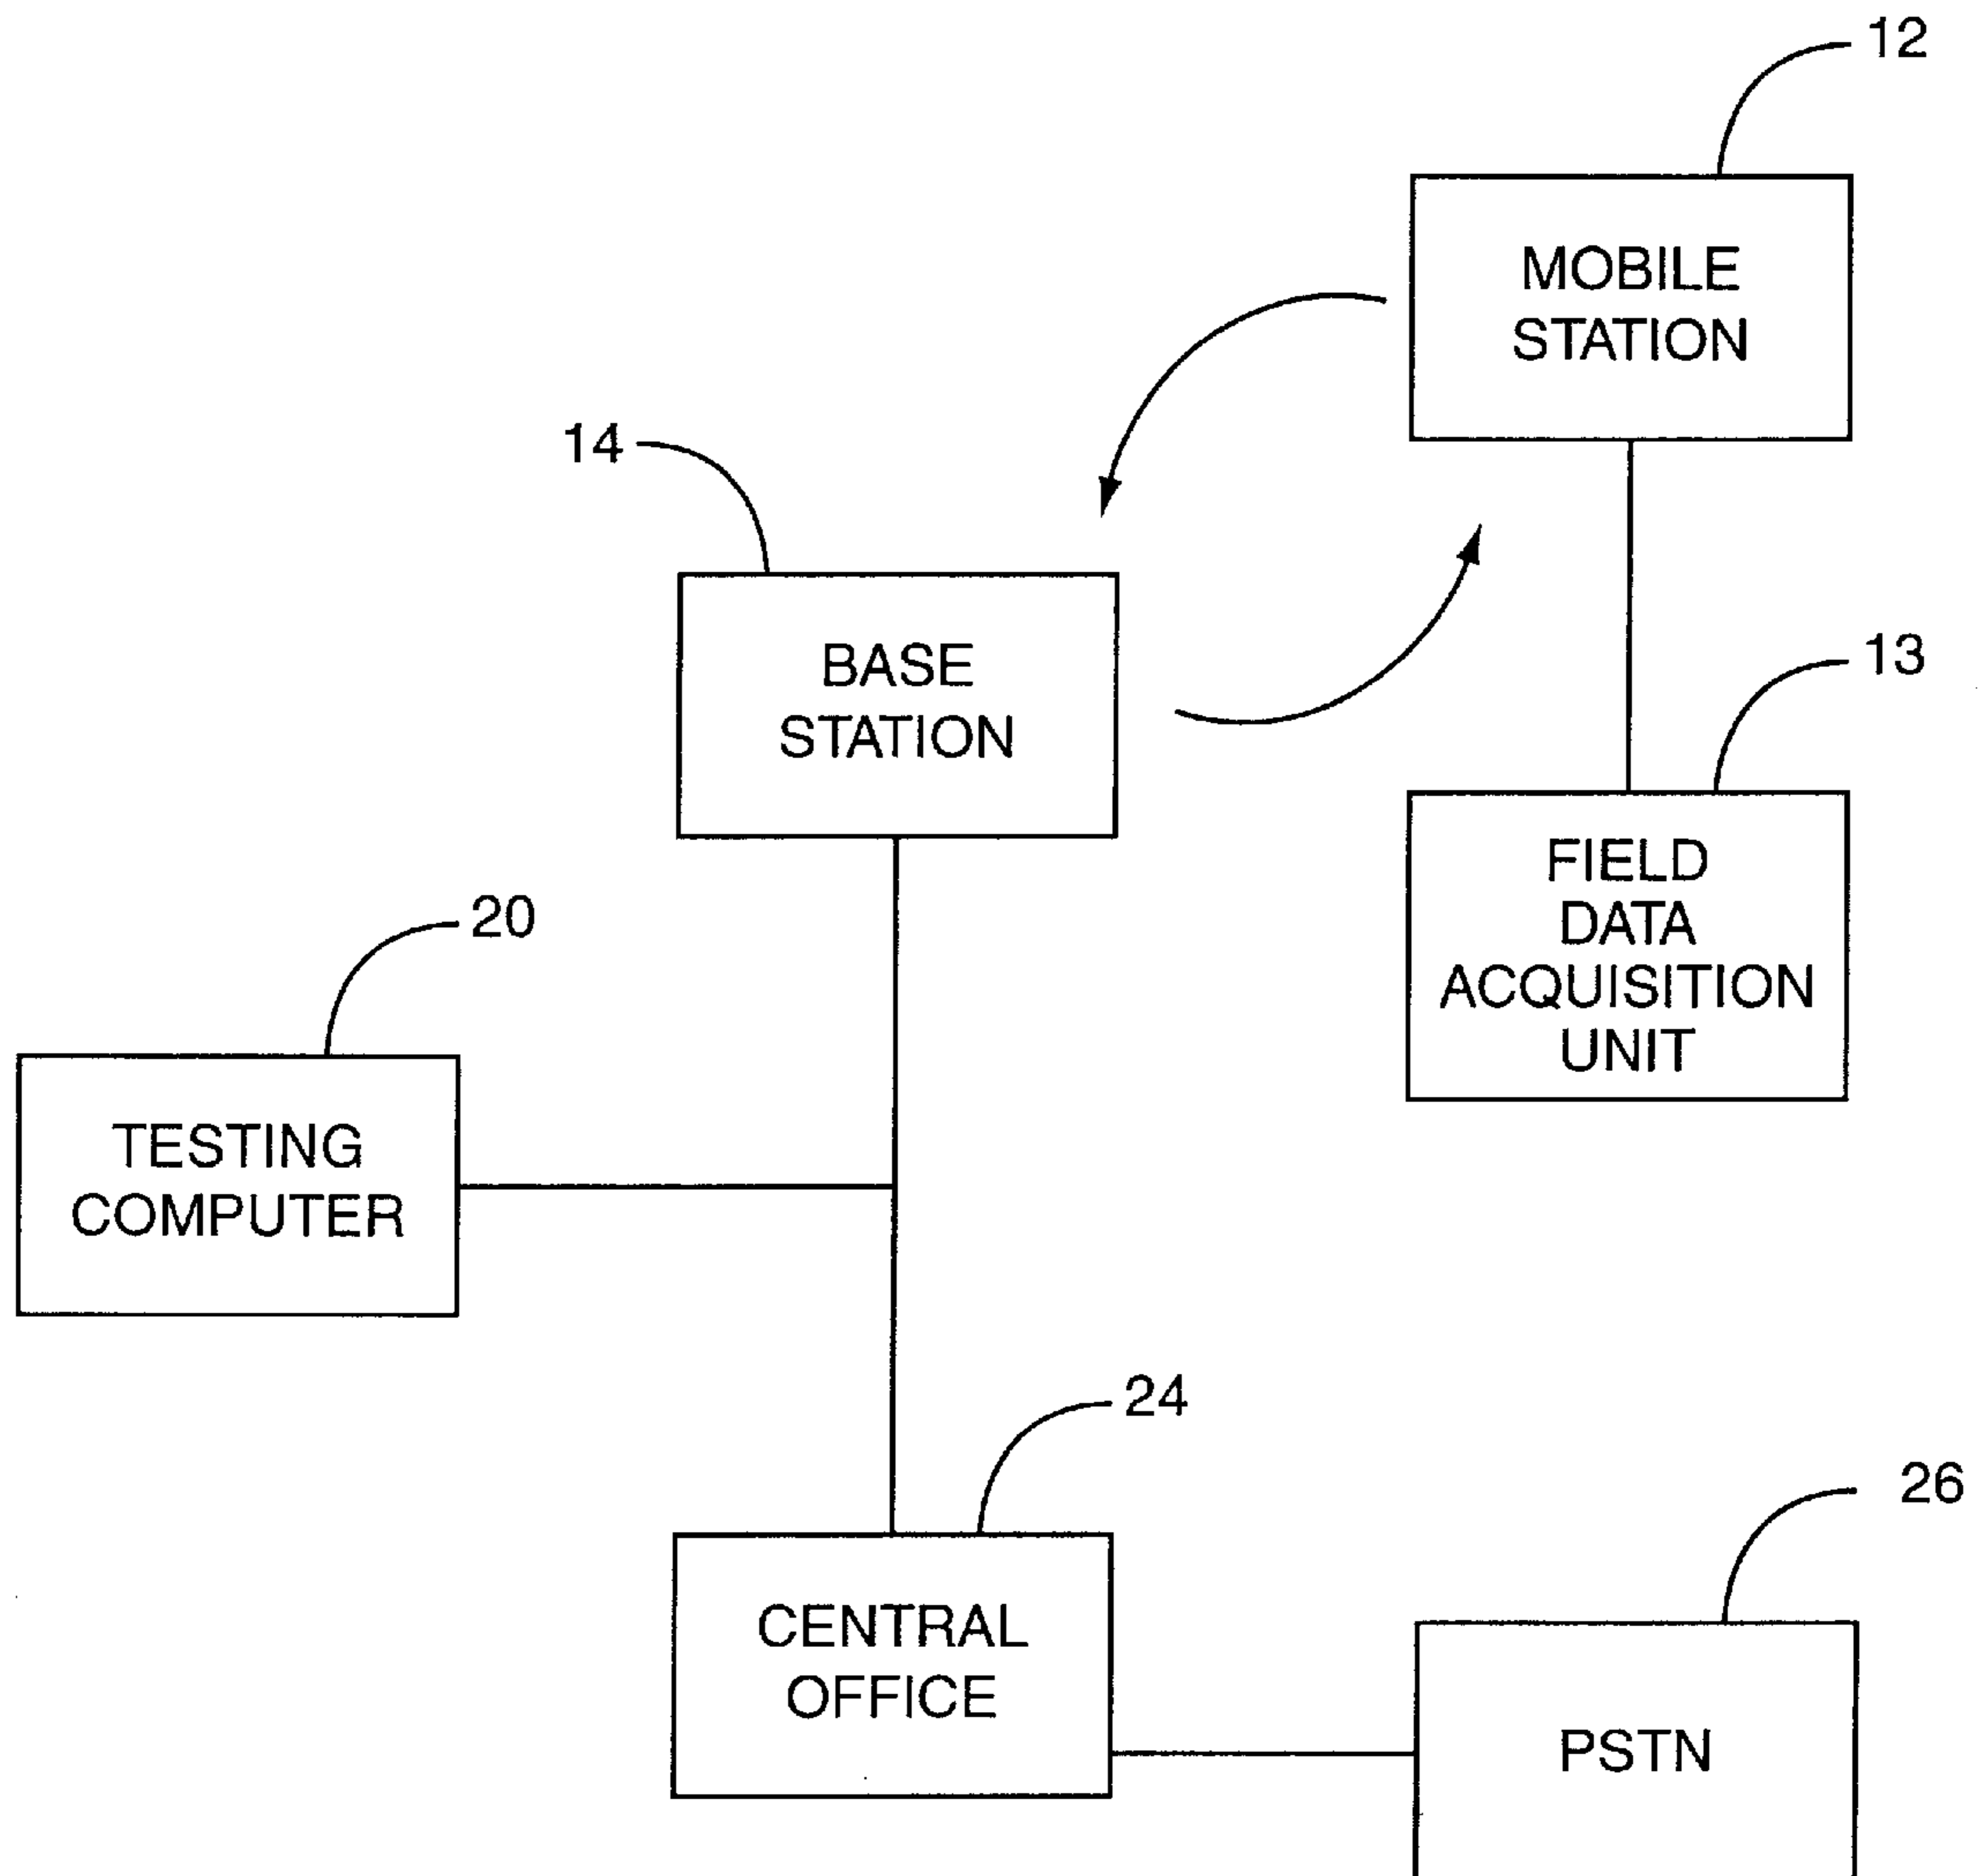 12
MOBILE
STATION
14
BASE
STATION
13
FIELD
DATA
ACQUISITION
UNIT
20
TESTING
COMPUTER
24
CENTRAL
OFFICE
26
PSTN